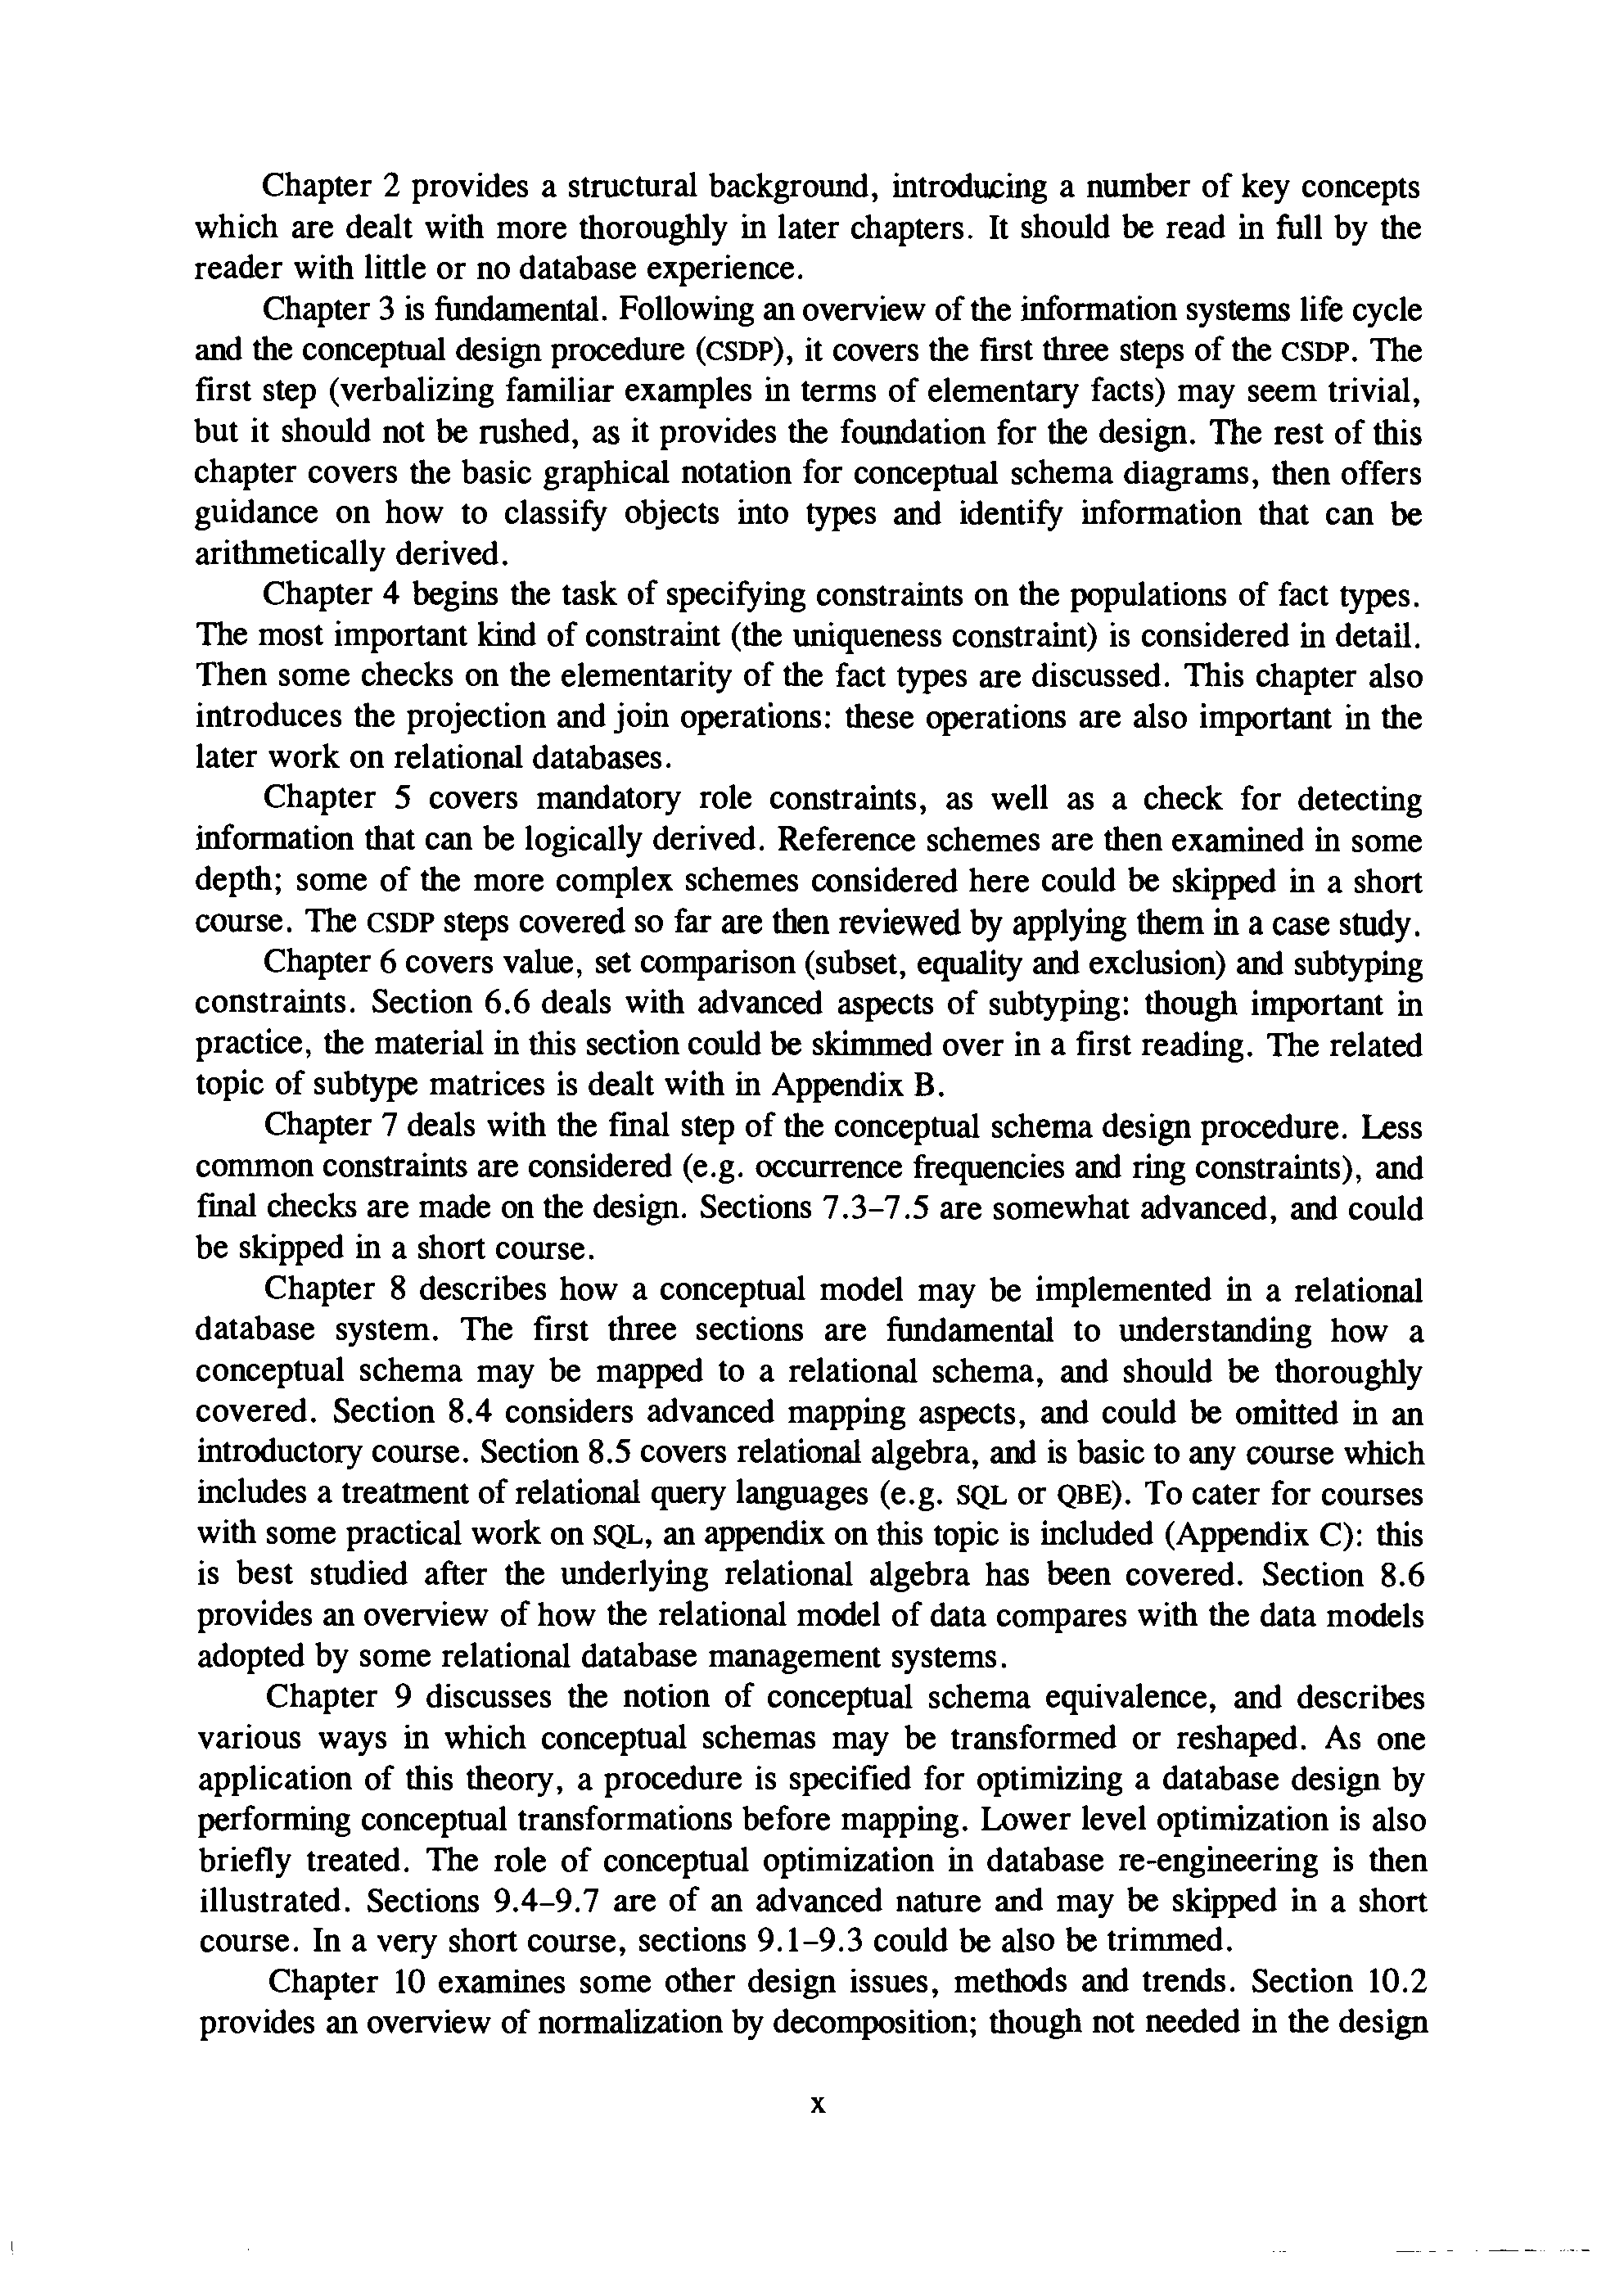 Chapter 2 provides a structural background, introducing a number of key concepts
which are dealt with more thoroughly in later chapters. It should be read in full by the
reader with little or no database experience.
Chapter 3 is fundamental. Following an overview of the information systems life cycle
and the conceptual design procedure (CSDP), it covers the first three steps of the CSDP. The
first step (verbalizing familiar examples in terms of elementary facts) may seem trivial,
but it should not be rushed, as it provides the foundation for the design. The rest of this
chapter covers the basic graphical notation for conceptual schema diagrams, then offers
guidance on how to classify objects into types and identify information that can be
arithmetically derived.
Chapter 4 begins the task of specifying constraints on the populations of fact types.
The most important kind of constraint (the uniqueness constraint) is considered in detail.
Then some checks on the elementarity of the fact types are discussed. This chapter also
introduces the projection and join operations: these operations are also important in the
later work on relational databases.
Chapter 5 covers mandatory role constraints, as well as a check for detecting
information that can be logically derived. Reference schemes are then examined in some
depth; some of the more complex schemes considered here could be skipped in a short
course. The CSDP steps covered so far are then reviewed by applying them in a case study.
Chapter 6 covers value, set comparison (subset, equality and exclusion) and subtyping
constraints. Section 6.6 deals with advanced aspects of subtyping: though important in
practice, the material in this section could be skimmed over in a first reading. The related
topic of subtype matrices is dealt with in Appendix B.
Chapter 7 deals with the final step of the conceptual schema design procedure. Less
common constraints are considered (e.g. occurrence frequencies and ring constraints), and
final checks are made on the design. Sections 7.3–7.5 are somewhat advanced, and could
be skipped in a short course.
Chapter 8 describes how a conceptual model may be implemented in a relational
database system. The first three sections are fundamental to understanding how a
conceptual schema may be mapped to a relational schema, and should be thoroughly
covered. Section 8.4 considers advanced mapping aspects, and could be omitted in an
introductory course. Section 8.5 covers relational algebra, and is basic to any course which
includes a treatment of relational query languages (e.g. SQL or QBE). To cater for courses
with some practical work on SQL, an appendix on this topic is included (Appendix C): this
is best studied after the underlying relational algebra has been covered. Section 8.6
provides an overview of how the relational model of data compares with the data models
adopted by some relational database management systems.
Chapter 9 discusses the notion of conceptual schema equivalence, and describes
various ways in which conceptual schemas may be transformed or reshaped. As one
application of this theory, a procedure is specified for optimizing a database design by
performing conceptual transformations before mapping. Lower level optimization is also
briefly treated. The role of conceptual optimization in database re-engineering is then
illustrated. Sections 9.4–9.7 are of an advanced nature and may be skipped in a short
course. In a very short course, sections 9.1–9.3 could be also be trimmed.
Chapter 10 examines some other design issues, methods and trends. Section 10.2
provides an overview of normalization by decomposition; though not needed in the design
x